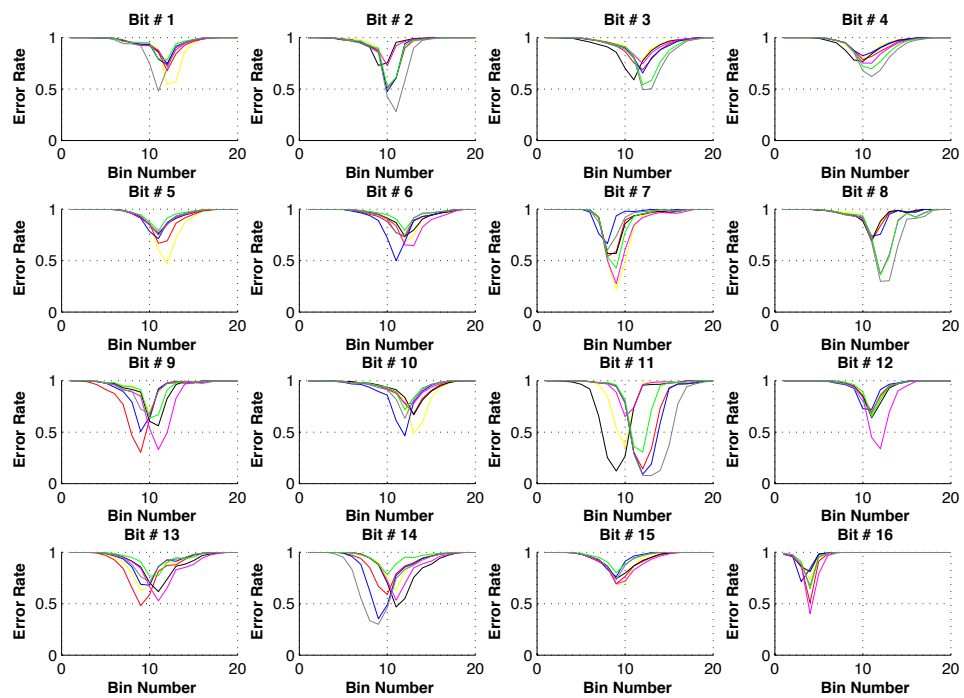 Bit # 1
Bit # 2
Bit # 3
Bit # 4
1
0.5
0
0
10
20
Error Rate
Bin Number
1
0.5
0
0
10
20
Error Rate
Bin Number
1
0.5
0
0
10
20
Error Rate
Bin Number
1
0.5
0
0
10
20
Error Rate
Bin Number
Bit # 5
Bit # 6
Bit # 7
Bit # 8
1
0.5
0
0
10
20
Error Rate
Bin Number
1
0.5
0
0
10
20
Error Rate
Bin Number
1
0.5
0
0
10
20
Error Rate
Bin Number
1
0.5
0
0
10
20
Error Rate
Bin Number
Bit # 9
Bit # 10
Bit # 11
Bit # 12
1
0.5
0
0
10
20
Error Rate
Bin Number
1
0.5
0
0
10
20
Error Rate
Bin Number
1
0.5
0
0
10
20
Error Rate
Bin Number
1
0.5
0
0
10
20
Error Rate
Bin Number
Bit # 13
Bit # 14
Bit # 15
Bit # 16
1
0.5
0
0
10
20
Error Rate
Bin Number
1
0.5
0
0
10
20
Error Rate
Bin Number
1
0.5
0
0
10
20
Error Rate
Bin Number
1
0.5
0
0
10
20
Error Rate
Bin Number